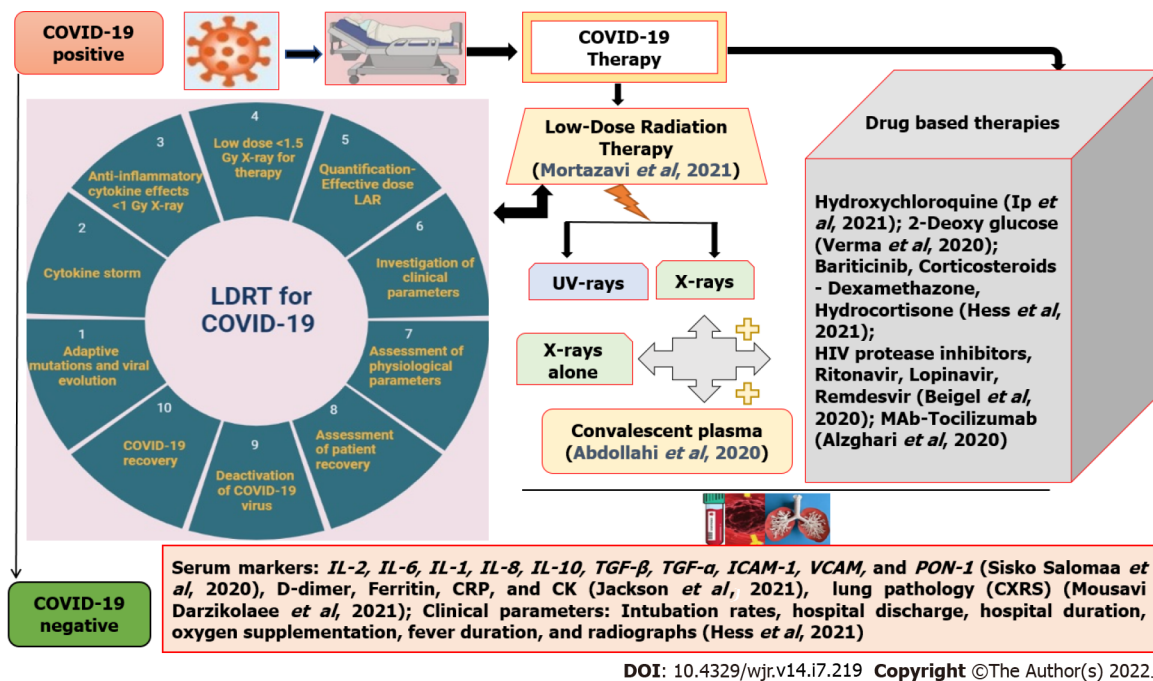 COVID-19
positive
COVID-19
Therapy
Low-Dose Radiation
Therapy
(Mortazavi et al, 2021)
UV-rays
X-rays
X-rays
alone
Convalescent plasma
(Abdollahi et al, 2020)
Drug based therapies
Hydroxychloroquine (Ip et
al, 2021); 2-Deoxy glucose
(Verma et al, 2020);
Bariticinib, Corticosteroids
- Dexamethazone,
Hydrocortisone (Hess et al,
2021);
HIV protease inhibitors,
Ritonavir, Lopinavir,
Remdesvir (Beigel et al,
2020); MAb-Tocilizumab
(Alzghari et al, 2020)
LDRT for
COVID-19
1
Adaptive
mutations and viral
evolution
2
Cytokine storm
3
Anti-inflammatory
cytokine effects
<1 Gy X-ray
4
Low dose <1.5
Gy X-ray for
therapy
5
Quantification-
Effective dose
LAR
6
Investigation of
clinical
parameters
7
Assessment of
physiological
parameters
8
Assessment
of patient
recovery
9
Deactivation
of COVID-19
virus
10
COVID-19
recovery
COVID-19
negative
Serum markers: IL-2, IL-6, IL-1, IL-8, IL-10, TGF-β, TGF-α, ICAM-1, VCAM, and PON-1 (Sisko Salomaa et
al, 2020), D-dimer, Ferritin, CRP, and CK (Jackson et al, 2021), lung pathology (CXRS) (Mousavi
Darzikolaee et al, 2021); Clinical parameters: Intubation rates, hospital discharge, hospital duration,
oxygen supplementation, fever duration, and radiographs (Hess et al, 2021)
DOI: 10.4329/wjr.v14.i7.219 Copyright ©The Author(s) 2022.